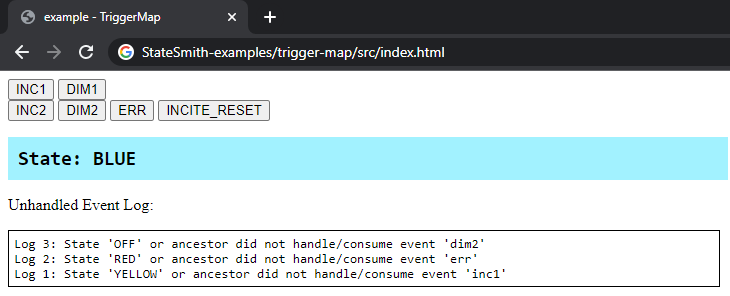 example - TriggerMap
StateSmith-examples/trigger-map/src/index.html
INC1 DIM1
INC2 DIM2 ERR INCITE_RESET
State: BLUE
Unhandled Event Log:
Log 3: State 'OFF' or ancestor did not handle/consume event 'dim2'
Log 2: State 'RED' or ancestor did not handle/consume event 'err'
Log 1: State 'YELLOW' or ancestor did not handle/consume event 'inc1'